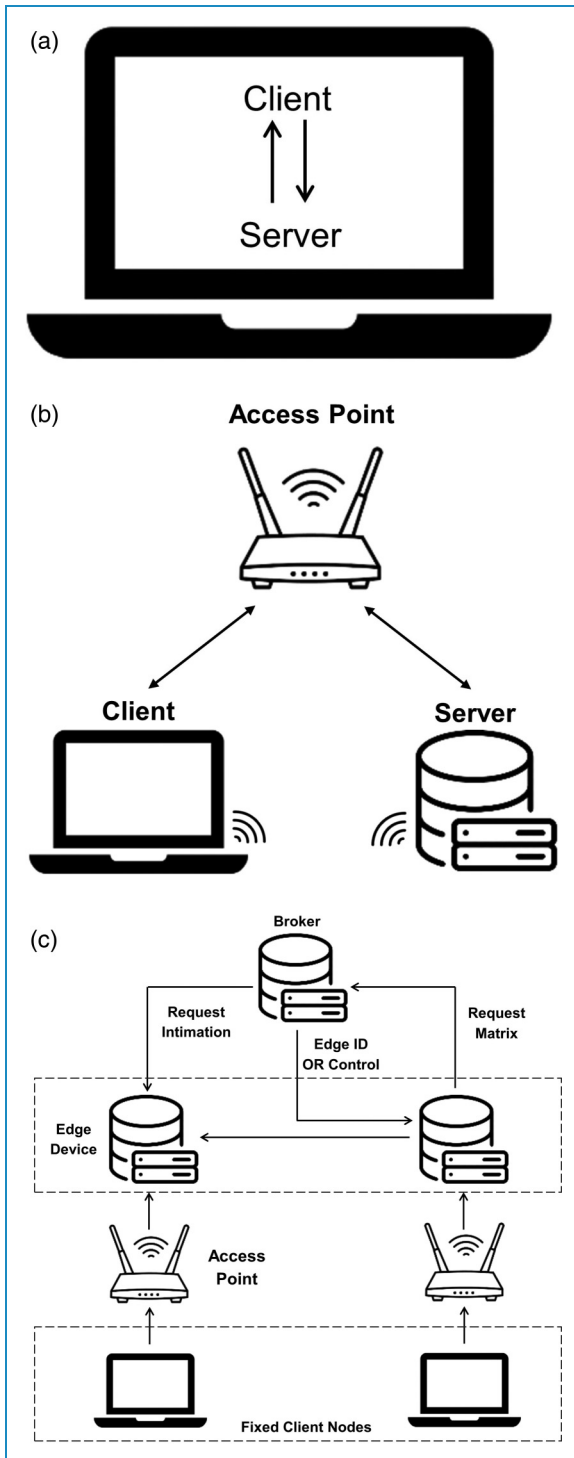 (a)
Client
Server
(b)
Access Point
Client
Server
(c)
Broker
Request
Intimation
Edge ID
OR Control
Request
Matrix
Edge
Device
Access
Point
Fixed Client Nodes